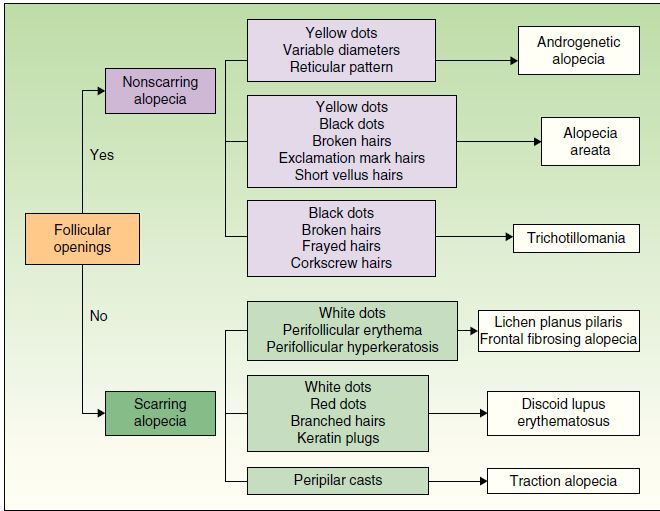 Follicular
openings
Yes
No
Nonscarring
alopecia
Yellow dots
Variable diameters
Reticular pattern
Androgenetic
alopecia
Yellow dots
Black dots
Broken hairs
Exclamation mark hairs
Short vellus hairs
Alopecia
areata
Black dots
Broken hairs
Frayed hairs
Corkscrew hairs
Trichotillomania
Scarring
alopecia
White dots
Perifollicular erythema
Perifollicular hyperkeratosis
Lichen planus pilaris
Frontal fibrosing alopecia
White dots
Red dots
Branched hairs
Keratin plugs
Discoid lupus
erythematosus
Peripilar casts
Traction alopecia